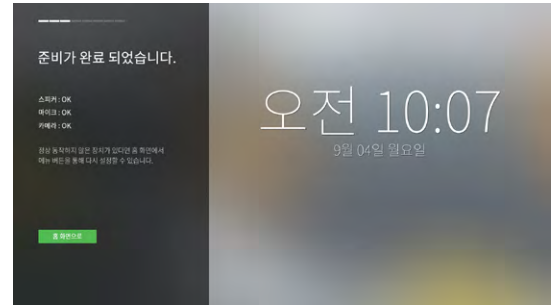 준비가 완료 되었습니다.
스피커 : OK
마이크 : OK
카메라 : OK
정상 동작하지 않은 장치가 있다면 홈 화면에서
메뉴 버튼을 통해 다시 설정할 수 있습니다.
홈 화면으로
오전 10:07
9월 04일 월요일